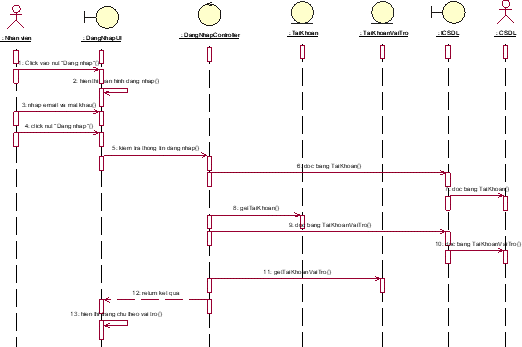 : Nhan vien
: DangNhapUI
: DangNhapController
: TaiKhoan
: TaiKhoanVaiTro
: ICSDL
: CSDL
1. Click vao nut "Dang nhap"()
2. hien thi man hinh dang nhap()
3. nhap email va mat khau()
4. click nut "Dang nhap"()
5. kiem tra thong tin dang nhap()
6. doc bang TaiKhoan()
7. doc bang TaiKhoan()
8. getTaiKhoan()
9. doc bang TaiKhoanVaiTro()
10. doc bang TaiKhoanVaiTro()
11. getTaiKhoanVaiTro()
12. return ket qua
13. hien thi trang chu theo vai tro()